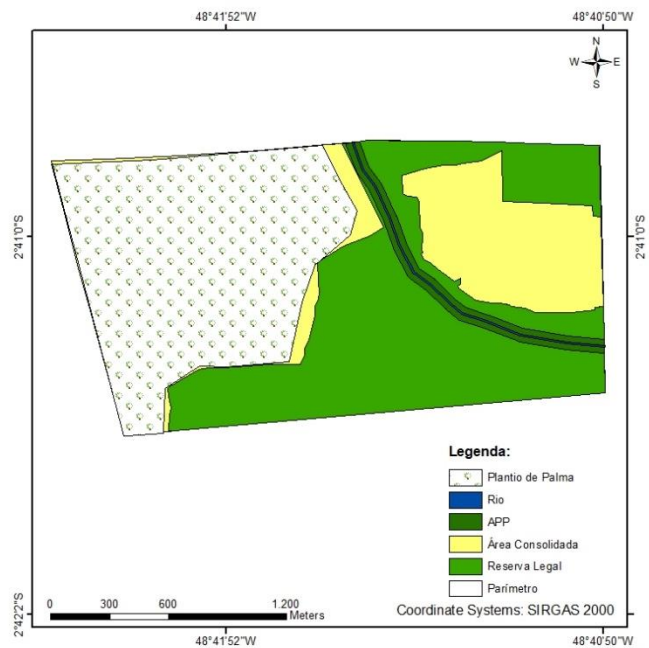 48°41'52"W 48°40'50"W
N
W E
S
2°41'0"S 2°41'0"S
Legenda:
Plantio de Palma
Rio
APP
Área Consolidada
Reserva Legal
Parímetro
0 300 600 1.200
Meters
Coordinate Systems: SIRGAS 2000
2°42'2"S 2°42'2"S
48°41'52"W 48°40'50"W